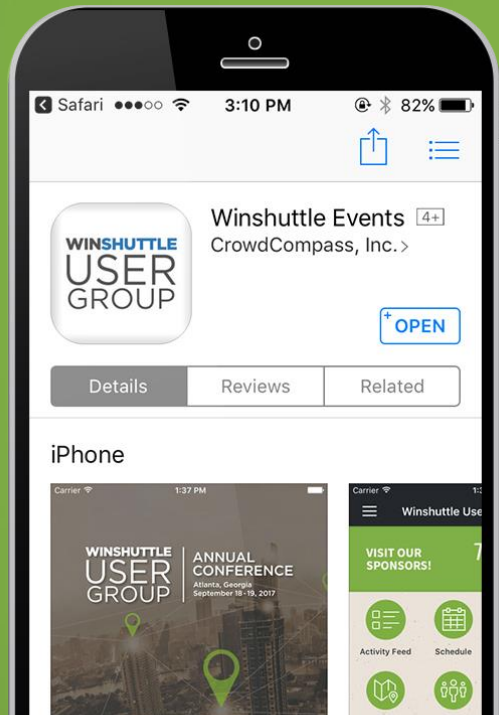 Safari 3:10 PM 82%
Winshuttle Events 4+
CrowdCompass, Inc. >
WINSHUTTLE
USER
GROUP
+ OPEN
Details Reviews Related
iPhone
Carrier 1:37 PM
WINSHUTTLE
USER
GROUP
ANNUAL
CONFERENCE
Atlanta, Georgia
September 18-19, 2017
Carrier
Winshuttle Use
VISIT OUR
SPONSORS!
Activity Feed Schedule